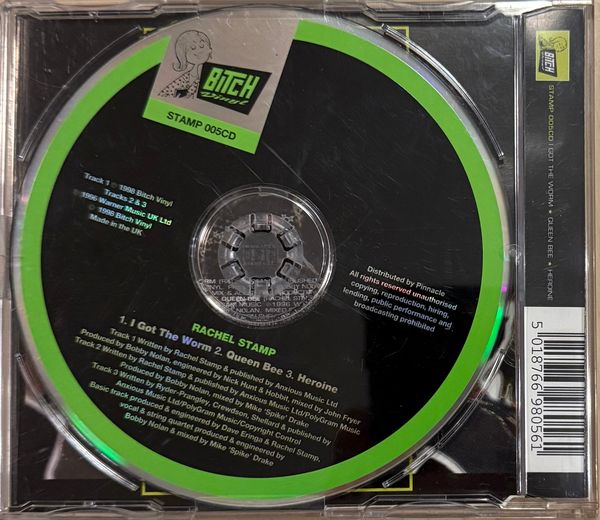 BiTCH
Vinyl
STAMP 005CD
Track 1 ℗ 1998 Bitch Vinyl
Tracks 2 & 3
℗ 1996 Warner Music UK Ltd
© 1998 Bitch Vinyl
Made in the UK
Distributed by Pinnacle
All rights reserved unauthorised
copying, reproduction, hiring,
lending, public performance and
broadcasting prohibited
RACHEL STAMP
1. I Got The Worm 2. Queen Bee 3. Heroine
Track 1 Written by Rachel Stamp & published by Anxious Music Ltd
Produced by Bobby Nolan, engineered by Nick Hunt & Hobbit, mixed by John Fryer
Track 2 Written by Rachel Stamp & published by Anxious Music Ltd/PolyGram Music
Produced by Bobby Nolan, mixed by Mike 'Spike' Drake
Track 3 Written by Ryder-Prangley, Crewdson, Shellard & published by
Anxious Music Ltd/PolyGram Music/Copyright Control
Basic track produced & engineered by Dave Eringa & Rachel Stamp,
vocal & string quartet produced & engineered by
Bobby Nolan & mixed by Mike 'Spike' Drake
BiTCH
Vinyl
STAMP 005CD I GOT THE WORM • QUEEN BEE • HEROINE
5 018766 980561